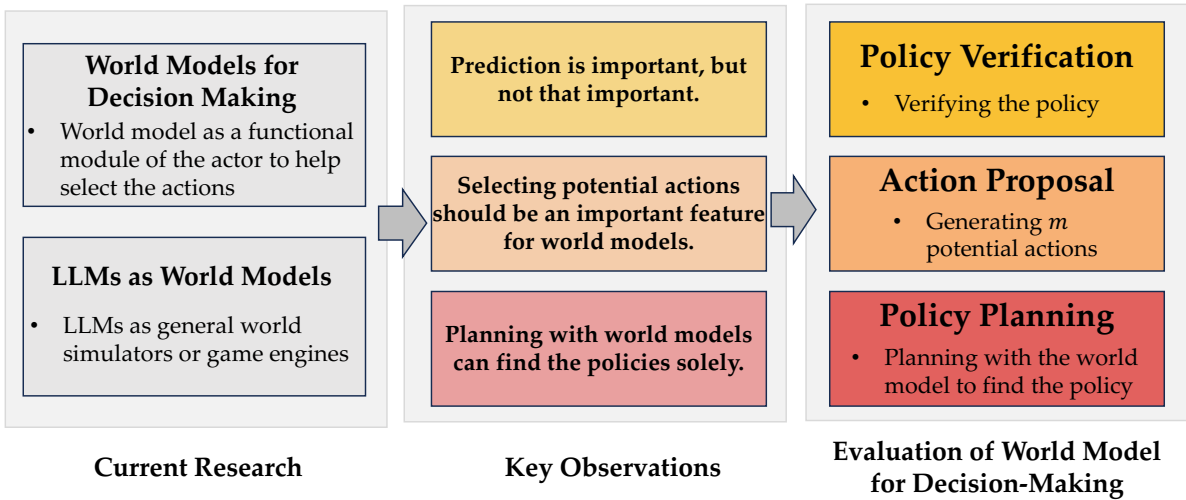 World Models for
Decision Making
• World model as a functional
module of the actor to help
select the actions
LLMs as World Models
• LLMs as general world
simulators or game engines
Current Research
Prediction is important, but
not that important.
Selecting potential actions
should be an important feature
for world models.
Planning with world models
can find the policies solely.
Key Observations
Policy Verification
• Verifying the policy
Action Proposal
• Generating m
potential actions
Policy Planning
• Planning with the world
model to find the policy
Evaluation of World Model
for Decision-Making